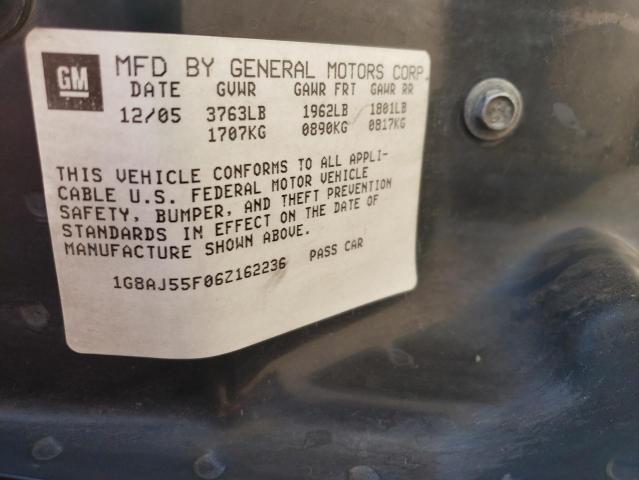 GM MFD BY GENERAL MOTORS CORP.
DATE GVWR GAWR FRT GAWR RR
12/05 3763LB 1962LB 1801LB
1707KG 0890KG 0817KG
THIS VEHICLE CONFORMS TO ALL APPLI-
CABLE U.S. FEDERAL MOTOR VEHICLE
SAFETY, BUMPER, AND THEFT PREVENTION
STANDARDS IN EFFECT ON THE DATE OF
MANUFACTURE SHOWN ABOVE.
1G8AJ55F06Z162236 PASS CAR